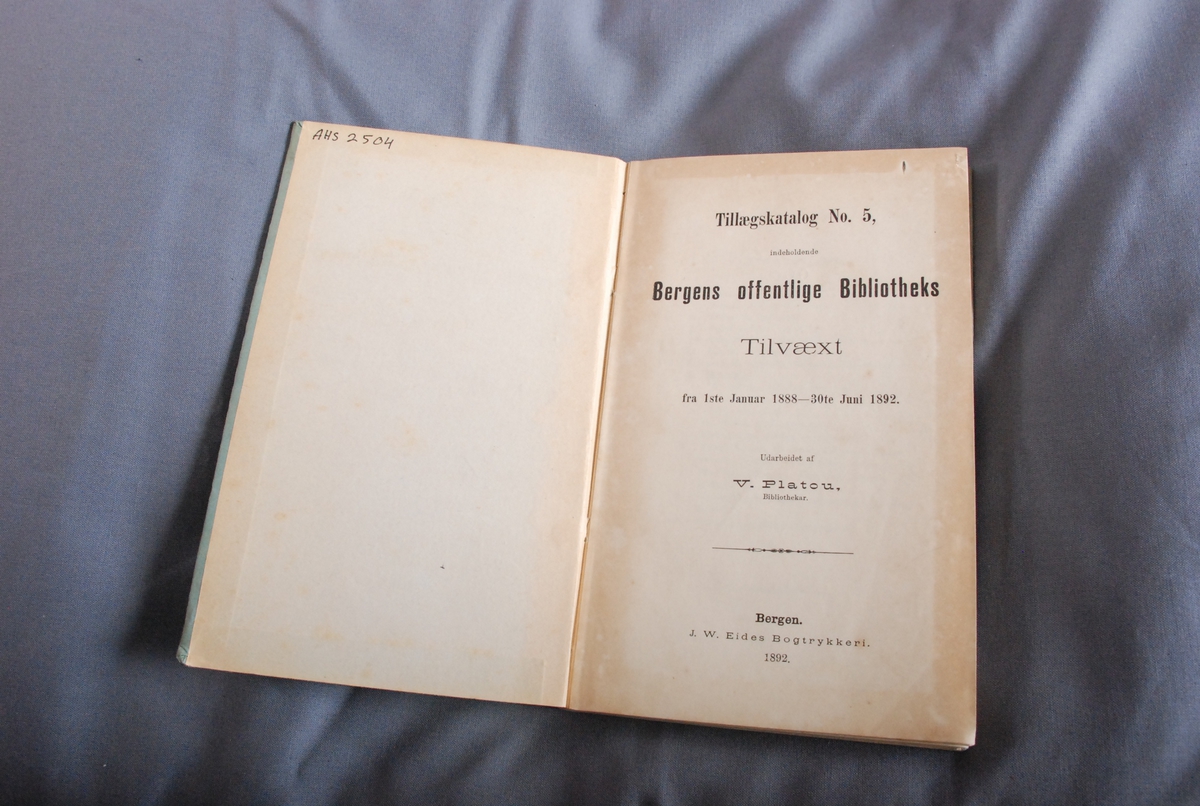 AHS 2504
Tillægskatalog No. 5,
indeholdende
Bergens offentlige Bibliotheks
Tilvæxt
fra 1ste Januar 1888—30te Juni 1892.
Udarbeidet af
V. Platou,
Bibliothekar.
Bergen.
J. W. Eides Bogtrykkeri.
1892.